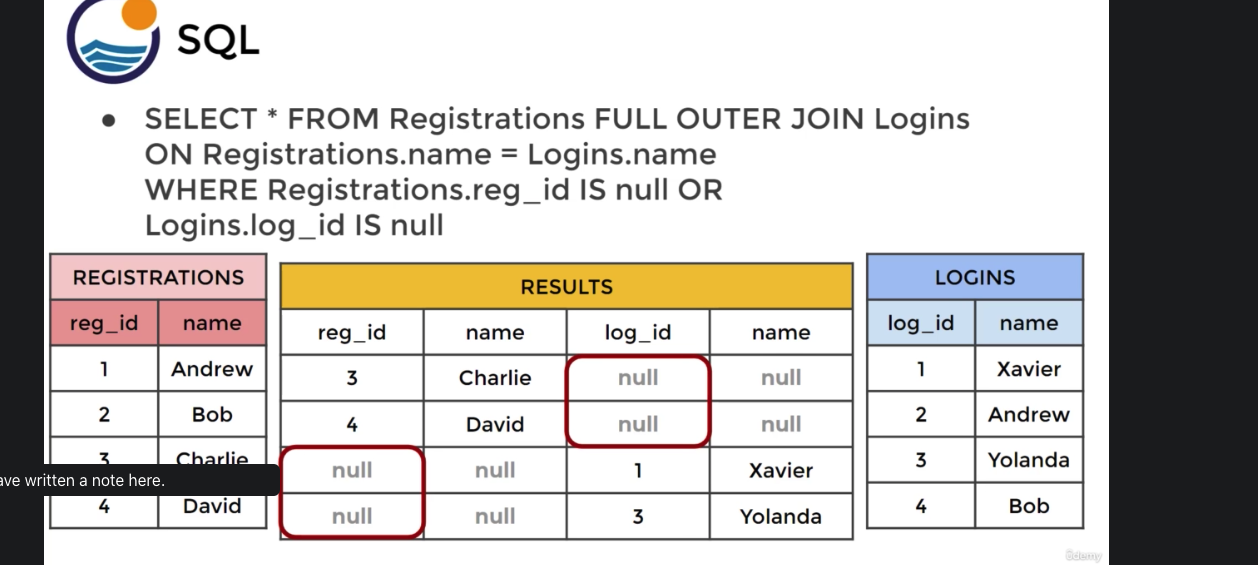 SQL
● SELECT * FROM Registrations FULL OUTER JOIN Logins
ON Registrations.name = Logins.name
WHERE Registrations.reg_id IS null OR
Logins.log_id IS null
REGISTRATIONS
reg_id name
1 Andrew
2 Bob
3 Charlie
4 David
ave written a note here.
RESULTS
reg_id name log_id name
3 Charlie null null
4 David null null
null null 1 Xavier
null null 3 Yolanda
LOGINS
log_id name
1 Xavier
2 Andrew
3 Yolanda
4 Bob
ûdemy